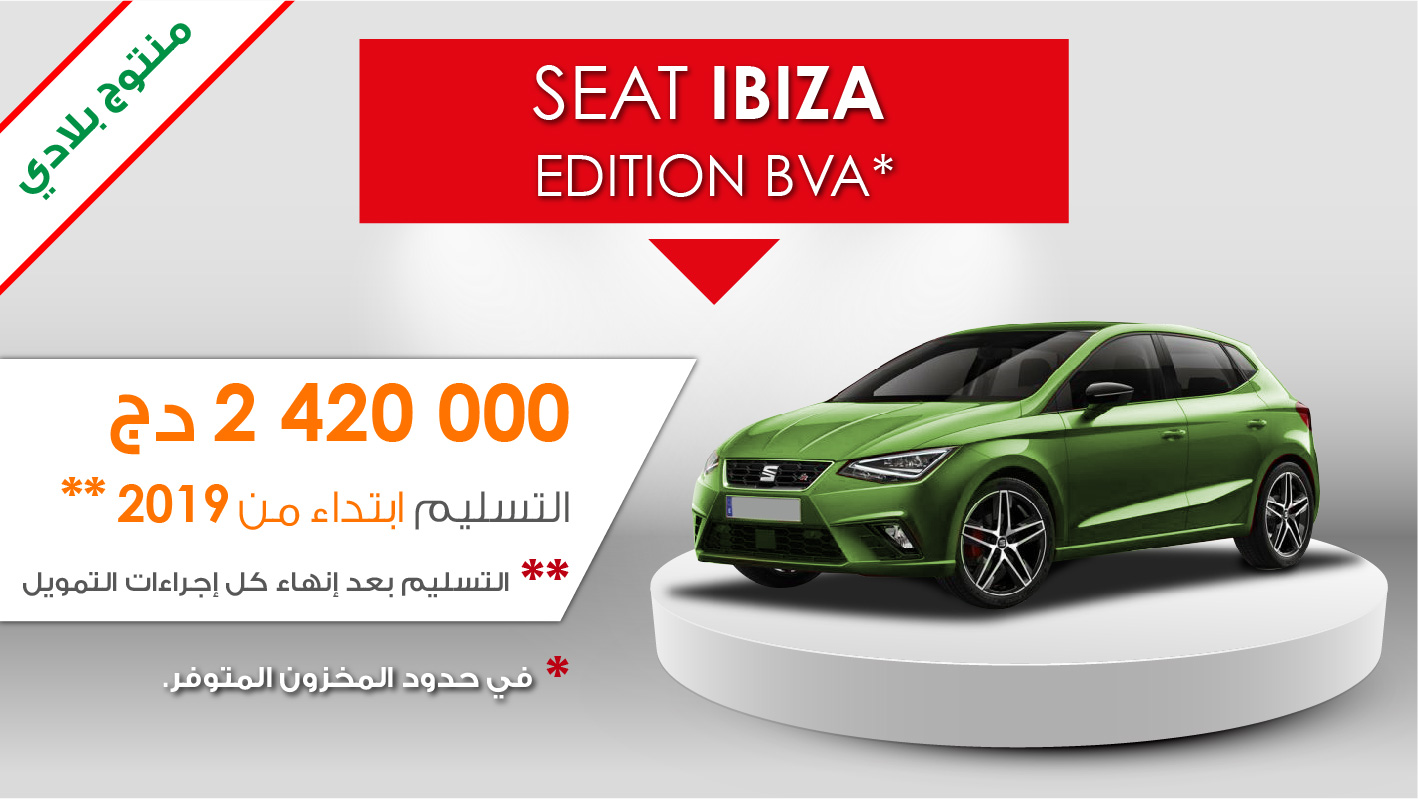 منتوج بلادي
SEAT IBIZA
EDITION BVA*
2 420 000 دج
التسليم ابتداء من 2019 **
** التسليم بعد إنهاء كل إجراءات التمويل
* في حدود المخزون المتوفر.